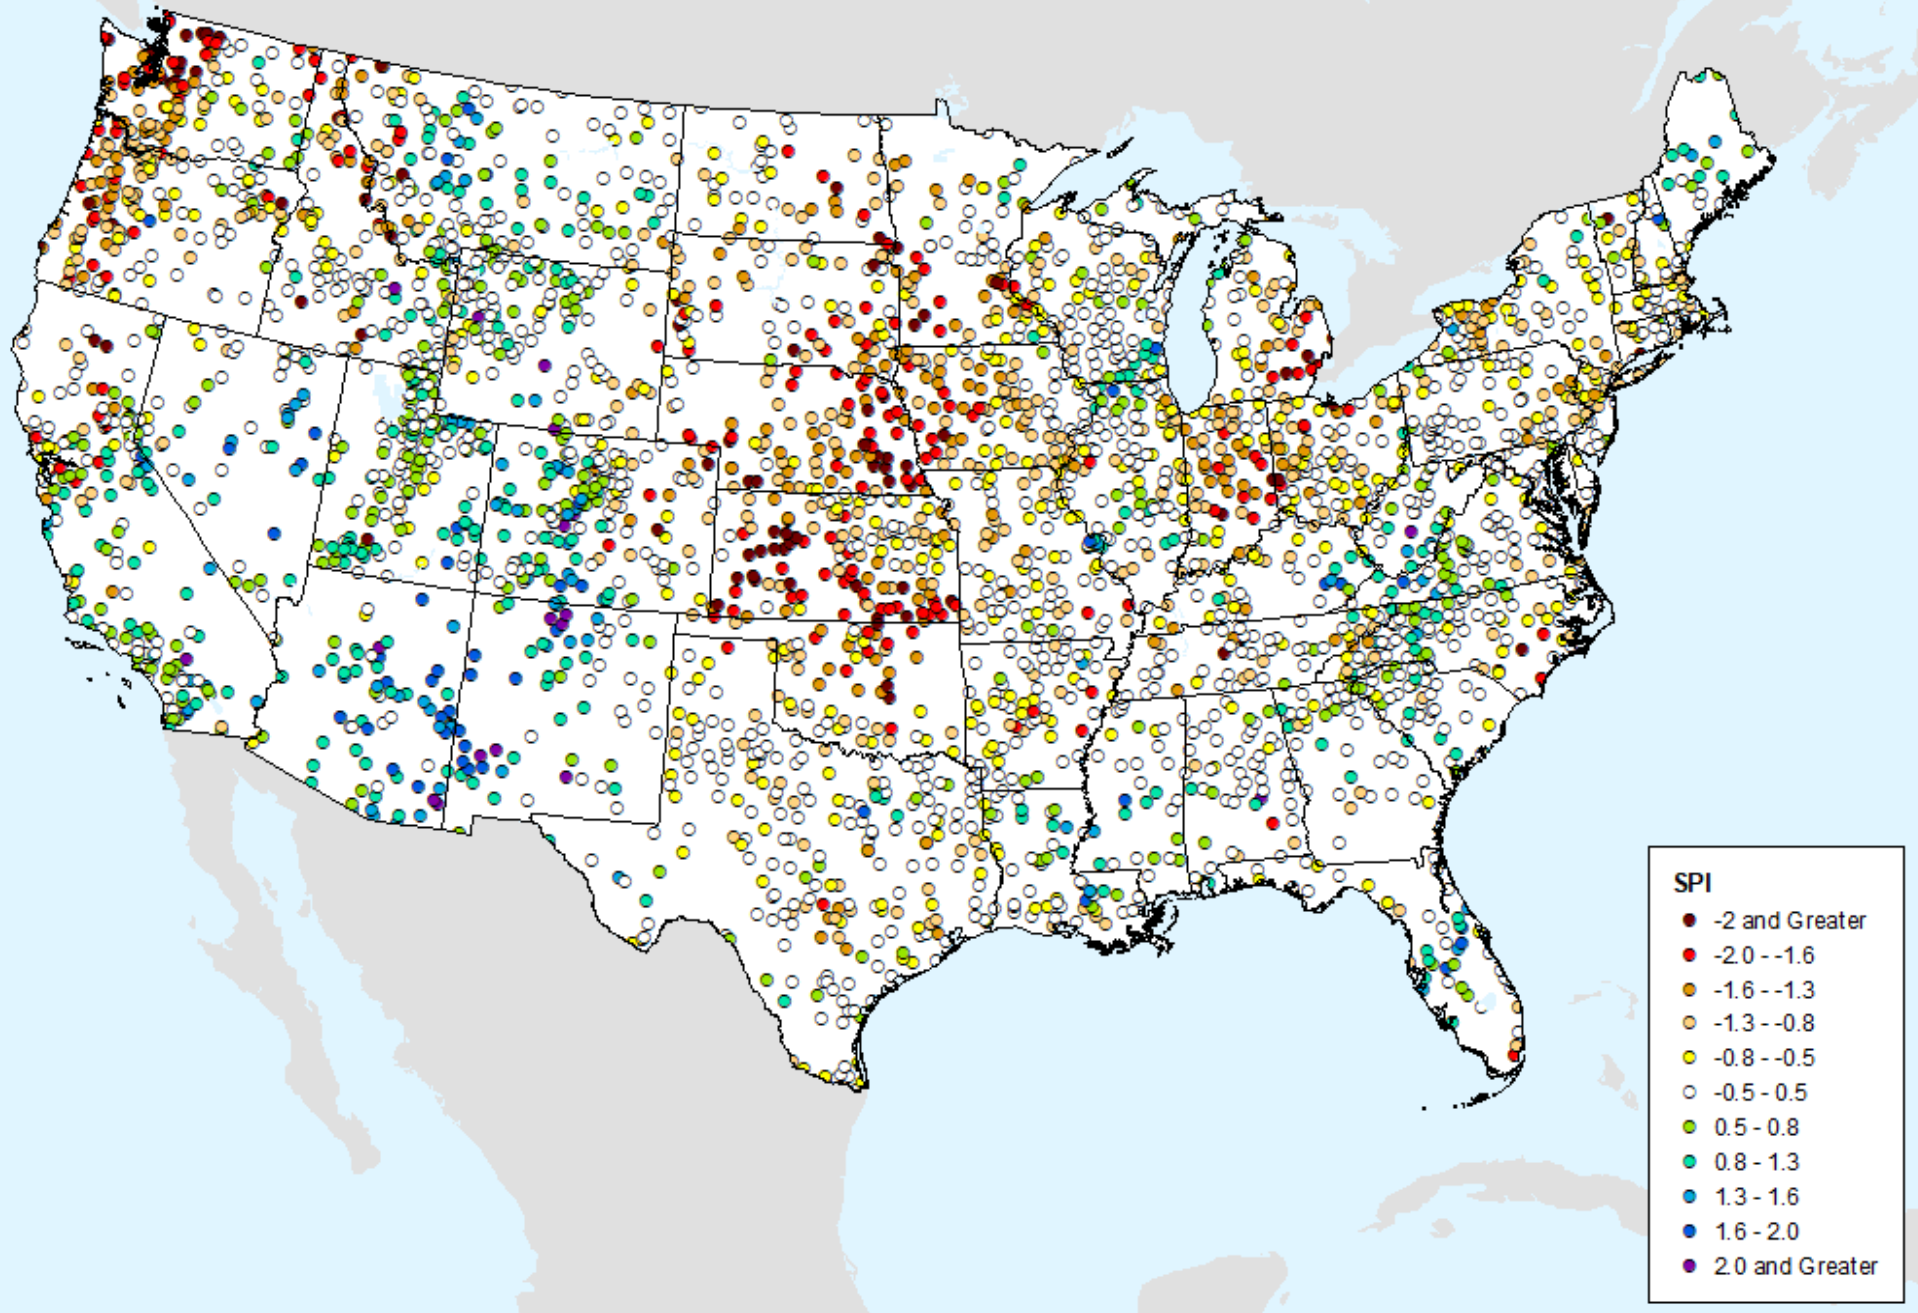 SPI
-2 and Greater
-2.0 - -1.6
-1.6 - -1.3
-1.3 - -0.8
-0.8 - -0.5
-0.5 - 0.5
0.5 - 0.8
0.8 - 1.3
1.3 - 1.6
1.6 - 2.0
2.0 and Greater